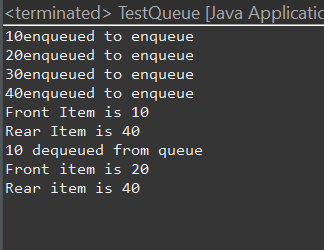 <terminated> TestQueue [Java Applicatio
10enqueued to enqueue
20enqueued to enqueue
30enqueued to enqueue
40enqueued to enqueue
Front Item is 10
Rear Item is 40
10 dequeued from queue
Front item is 20
Rear item is 40